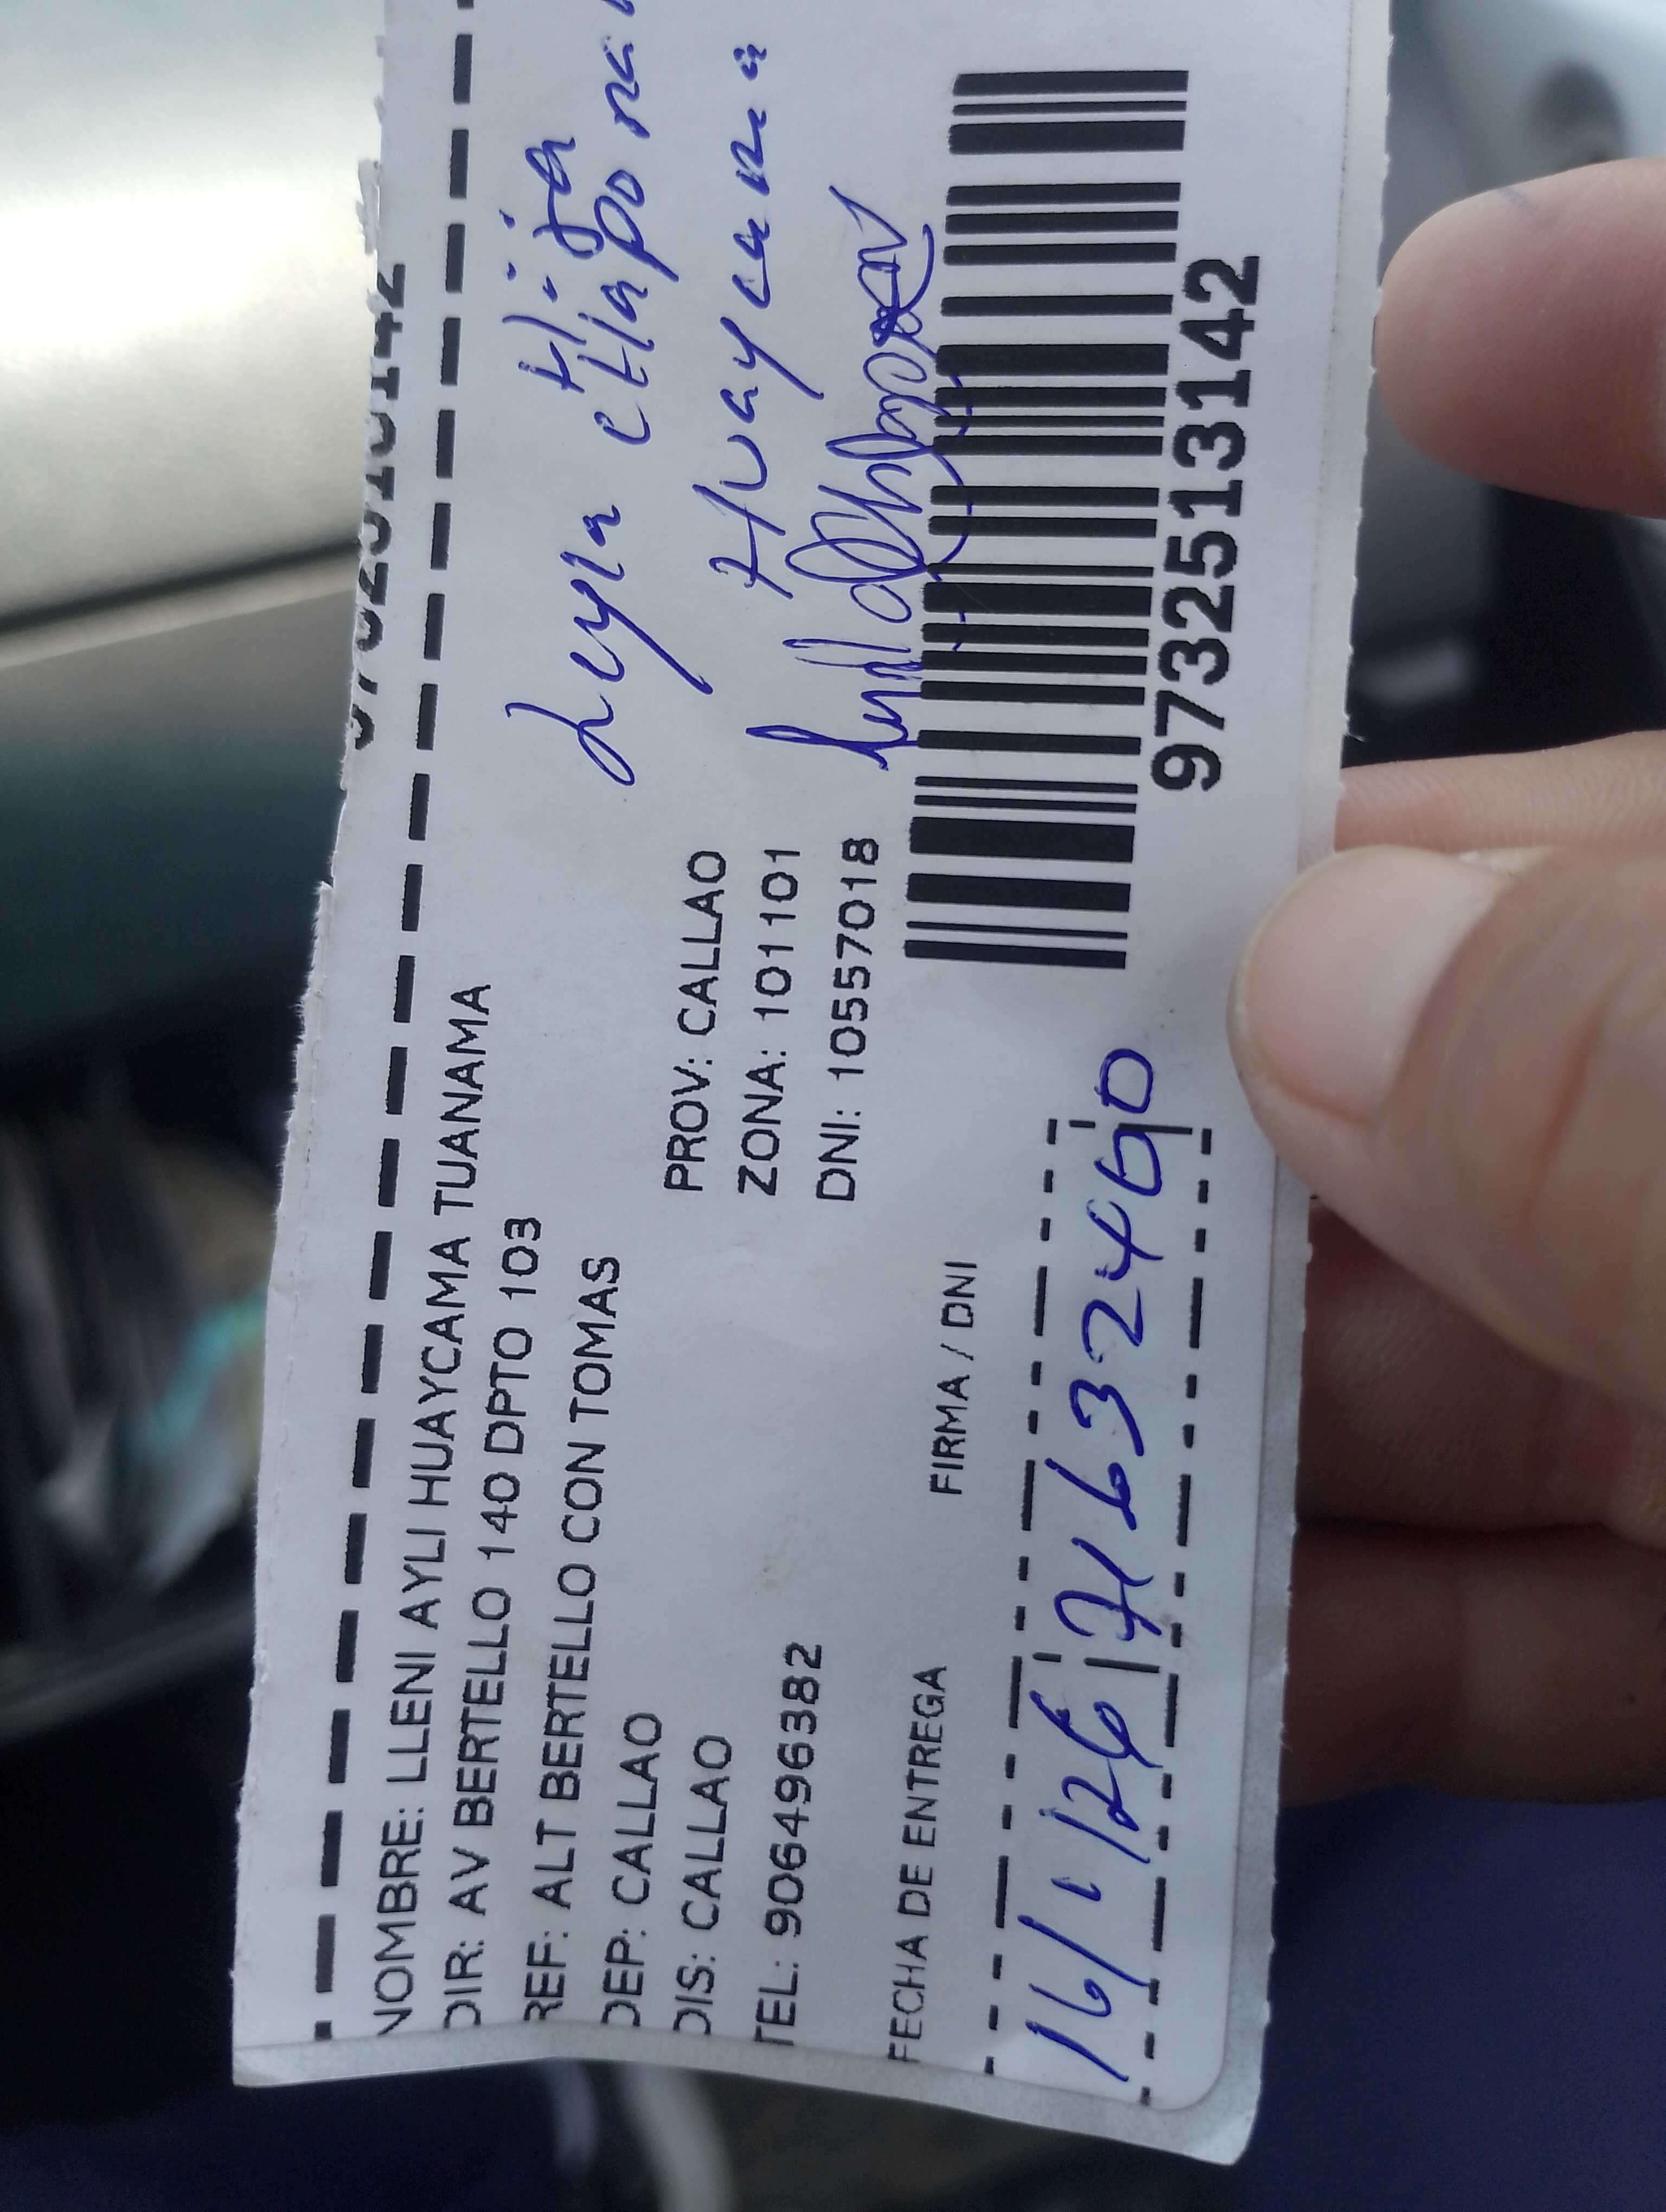 NOMBRE: LLENI AYLI HUAYCAMA TUANAMA
DIR: AV BERTELLO 140 DPTO 103
REF: ALT BERTELLO CON TOMAS
DEP: CALLAO
PROV: CALLAO
DIS: CALLAO
ZONA: 101101
TEL: 906496382
DNI: 10557018
Hija
Leyla
Huaycama
FECHA DE ENTREGA
FIRMA / DNI
16/1/26
71632460
9732513142